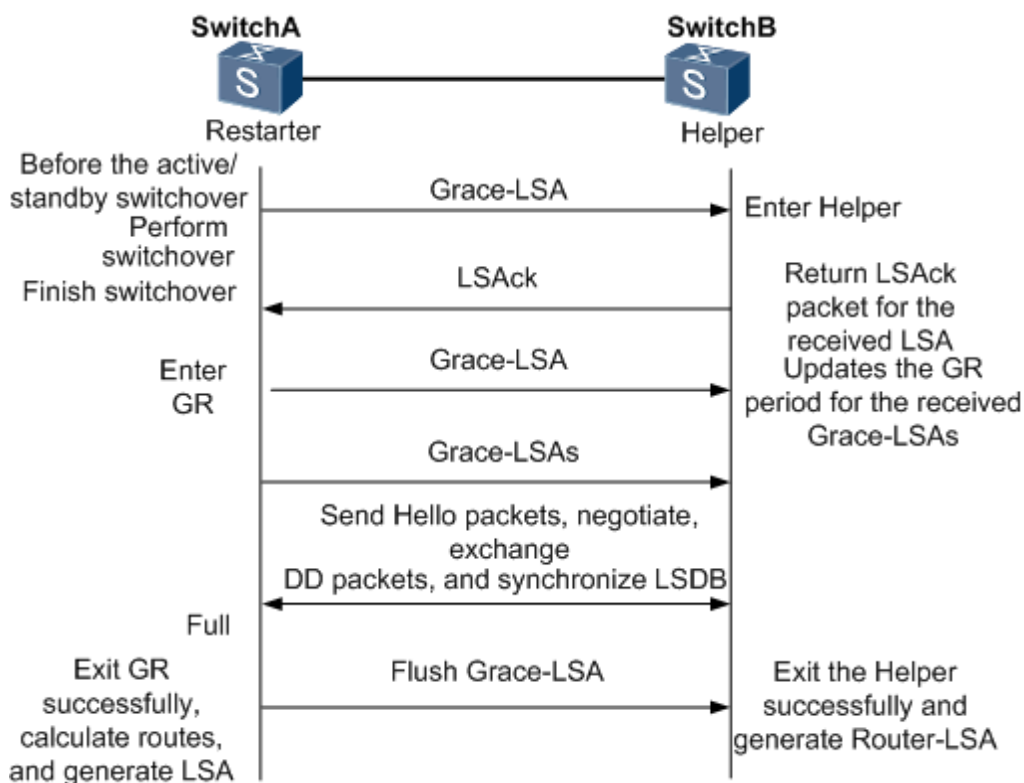 SwitchA
SwitchB
S
S
Restarter
Helper
Before the active/
standby switchover
Grace-LSA
Enter Helper
Perform
switchover
Finish switchover
LSAck
Return LSAck
packet for the
received LSA
Enter
GR
Grace-LSA
Updates the GR
period for the received
Grace-LSAs
Grace-LSAs
Send Hello packets, negotiate,
exchange
DD packets, and synchronize LSDB
Full
Exit GR
successfully,
calculate routes,
and generate LSA
Flush Grace-LSA
Exit the Helper
successfully and
generate Router-LSA